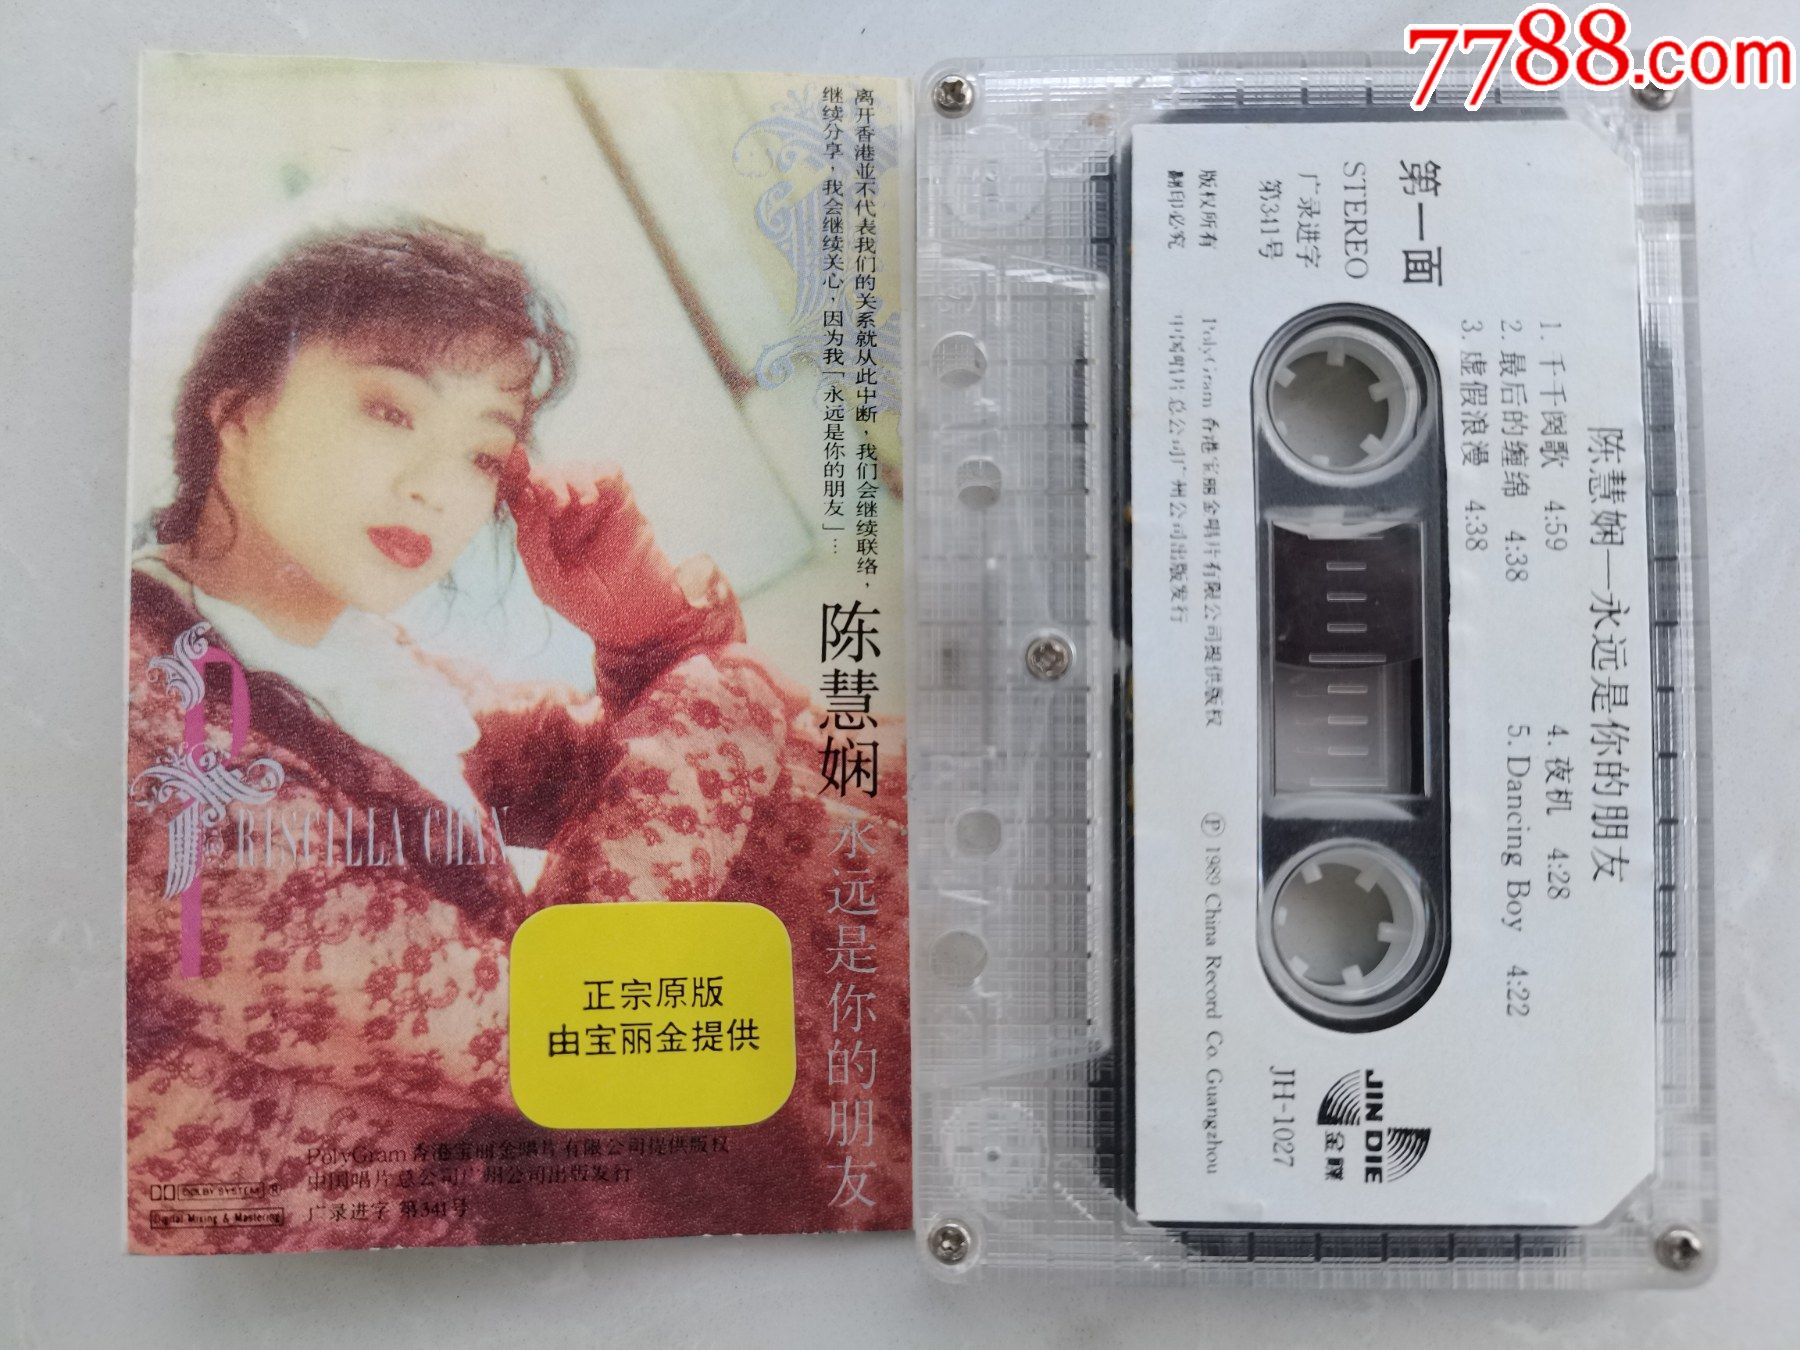 7788.com
离开香港並不代表我们的关系就从此中断，我们会继续联络，
继续分享，我会继续关心，因为我「永远是你的朋友」…
陈慧娴
永远是你的朋友
PRISCILLA CHAN
正宗原版
由宝丽金提供
PolyGram 香港宝丽金唱片有限公司提供版权
中国唱片总公司广州公司出版发行
广录进字 第341号
DOLBY SYSTEM ®
Digital Mixing & Mastering
陈慧娴—永远是你的朋友
1. 千千阕歌 4:59
2. 最后的缠绵 4:38
3. 虚假浪漫 4:38
4. 夜机 4:28
5. Dancing Boy 4:22
第一面
STEREO
广录进字
第341号
版权所有
翻印必究
PolyGram 香港宝丽金唱片有限公司提供版权
中国唱片总公司广州公司出版发行
Ⓟ 1989 China Record Co. Guangzhou
JIN DIE
金碟
JH-1027